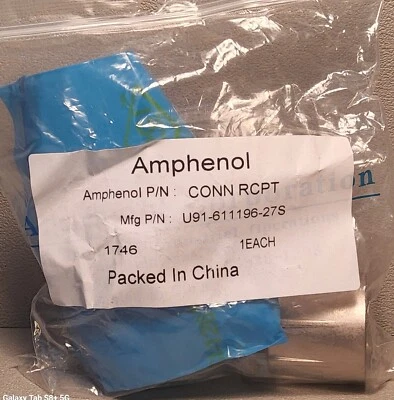 Amphenol
Amphenol P/N : CONN RCPT
Mfg P/N : U91-611196-27S
1746 1EACH
Packed In China
Galaxy Tab S8+ 5G